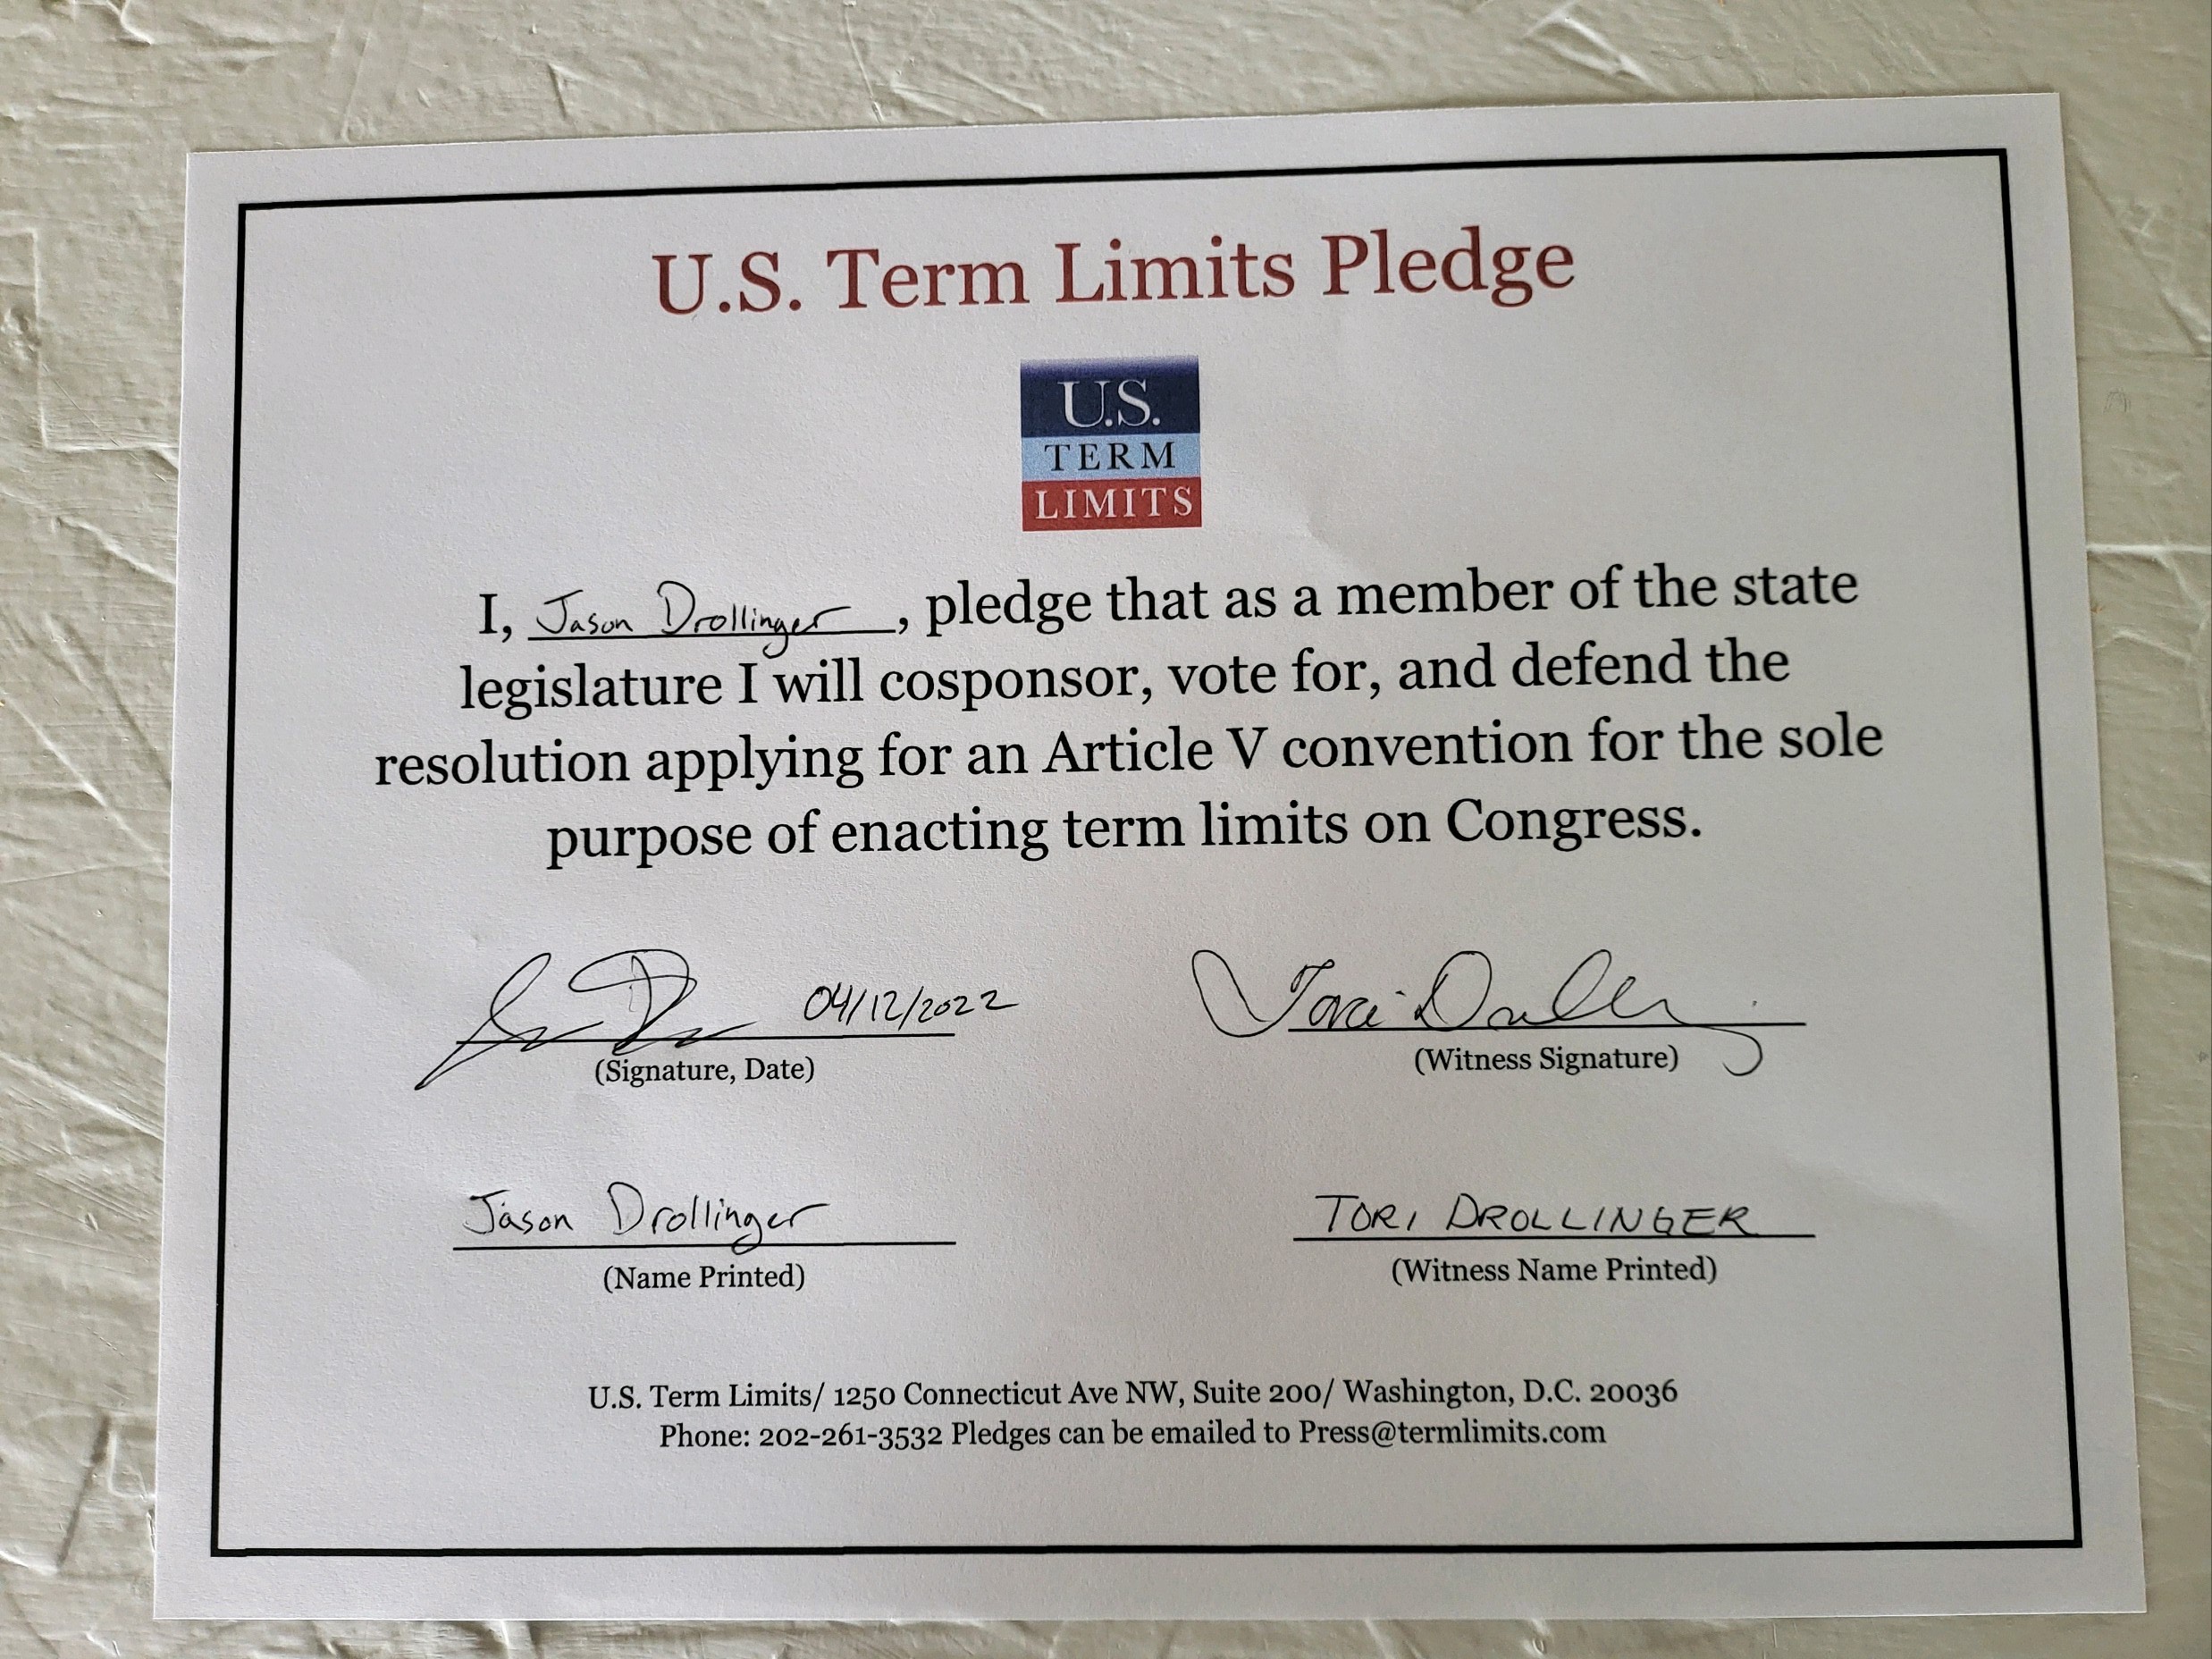 U.S. Term Limits Pledge
U.S.
TERM
LIMITS
I, Jason Drollinger, pledge that as a member of the state
legislature I will cosponsor, vote for, and defend the
resolution applying for an Article V convention for the sole
purpose of enacting term limits on Congress.
04/12/2022
Tori Drollinger
(Signature, Date)
(Witness Signature)
Jason Drollinger
TORI DROLLINGER
(Name Printed)
(Witness Name Printed)
U.S. Term Limits/ 1250 Connecticut Ave NW, Suite 200/ Washington, D.C. 20036
Phone: 202-261-3532 Pledges can be emailed to Press@termlimits.com